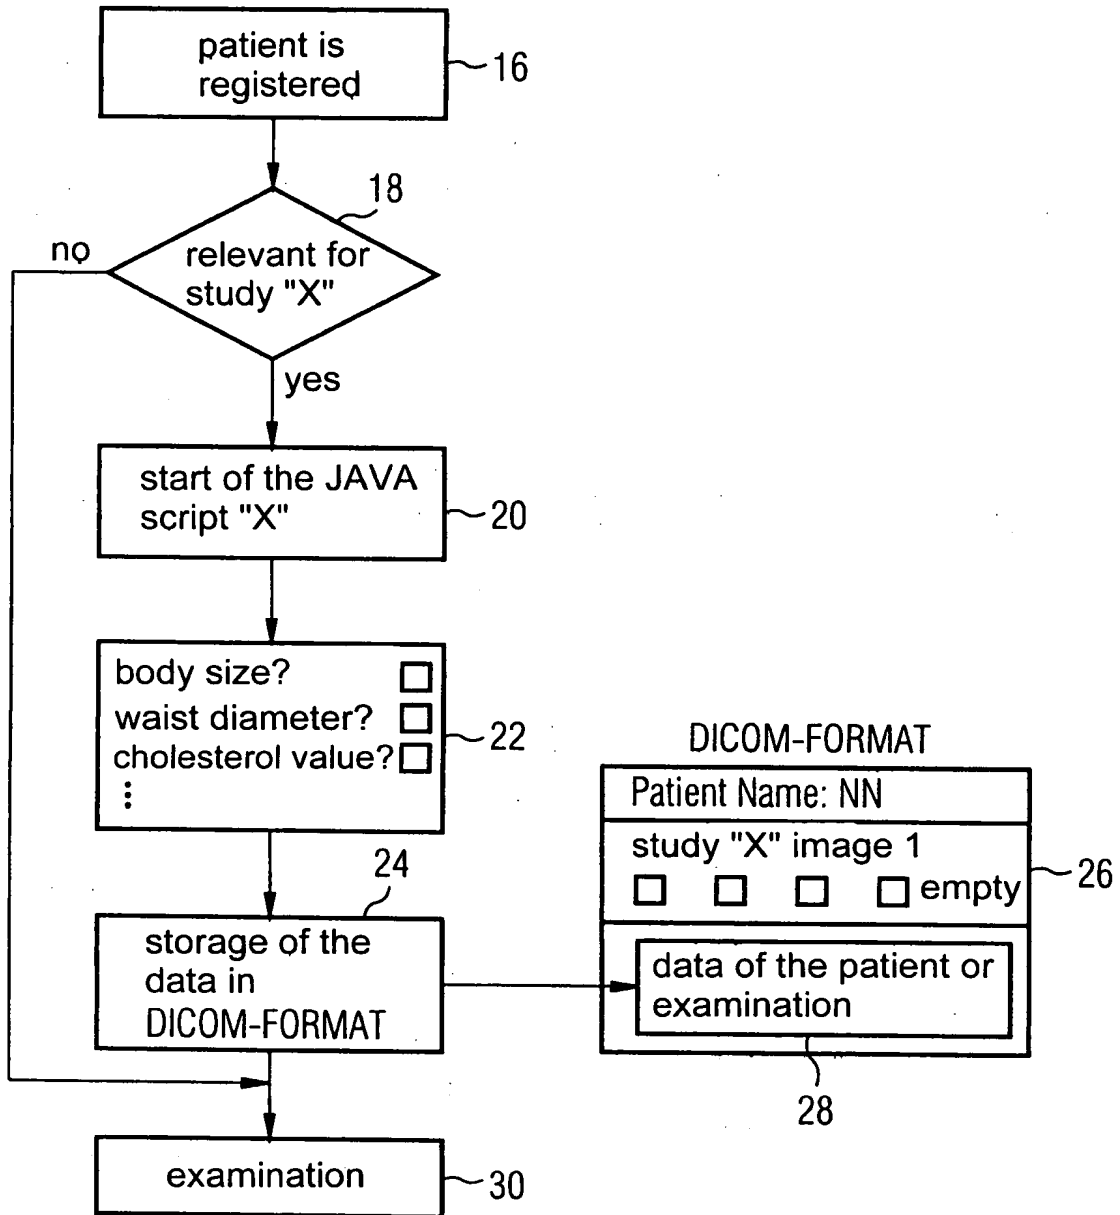 patient is
registered
16
18
no
relevant for
study "X"
yes
start of the JAVA
script "X"
20
body size?
waist diameter?
cholesterol value?
⋮
22
24
storage of the
data in
DICOM-FORMAT
DICOM-FORMAT
Patient Name: NN
study "X" image 1
empty
26
data of the patient or
examination
28
examination
30